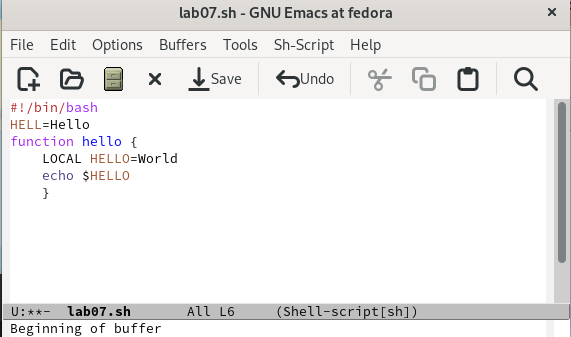 lab07.sh - GNU Emacs at fedora ×
File Edit Options Buffers Tools Sh-Script Help
Save Undo
#!/bin/bash
HELL=Hello
function hello {
    LOCAL HELLO=World
    echo $HELLO
    }
U:**-  lab07.sh       All L6     (Shell-script[sh])
Beginning of buffer